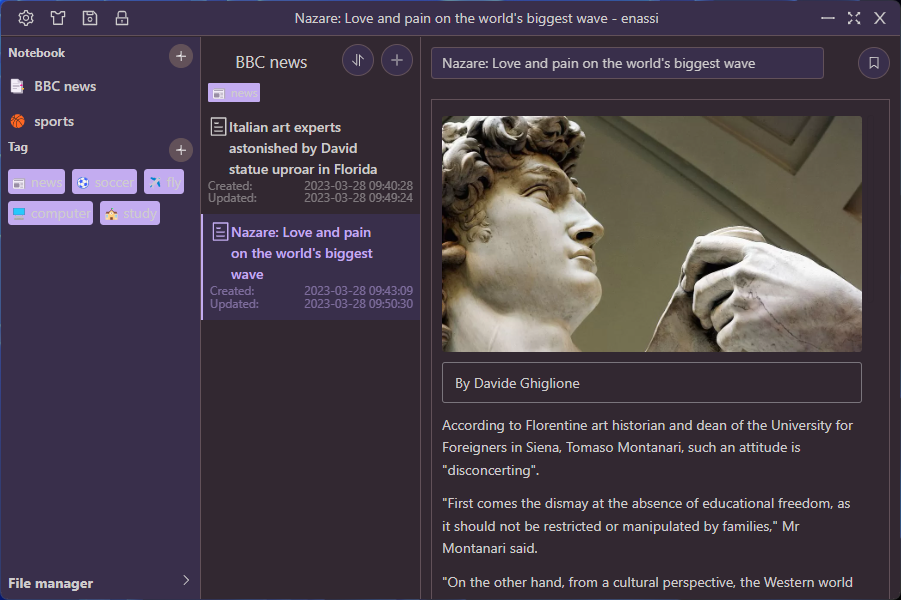 Nazare: Love and pain on the world's biggest wave - enassi
Notebook
BBC news
sports
Tag
news
soccer
fly
computer
study
File manager
BBC news
news
Italian art experts
astonished by David
statue uproar in Florida
Created: 2023-03-28 09:40:28
Updated: 2023-03-28 09:49:24
Nazare: Love and pain
on the world's biggest
wave
Created: 2023-03-28 09:43:09
Updated: 2023-03-28 09:50:30
Nazare: Love and pain on the world's biggest wave
By Davide Ghiglione
According to Florentine art historian and dean of the University for
Foreigners in Siena, Tomaso Montanari, such an attitude is
"disconcerting".
"First comes the dismay at the absence of educational freedom, as
it should not be restricted or manipulated by families," Mr
Montanari said.
"On the other hand, from a cultural perspective, the Western world